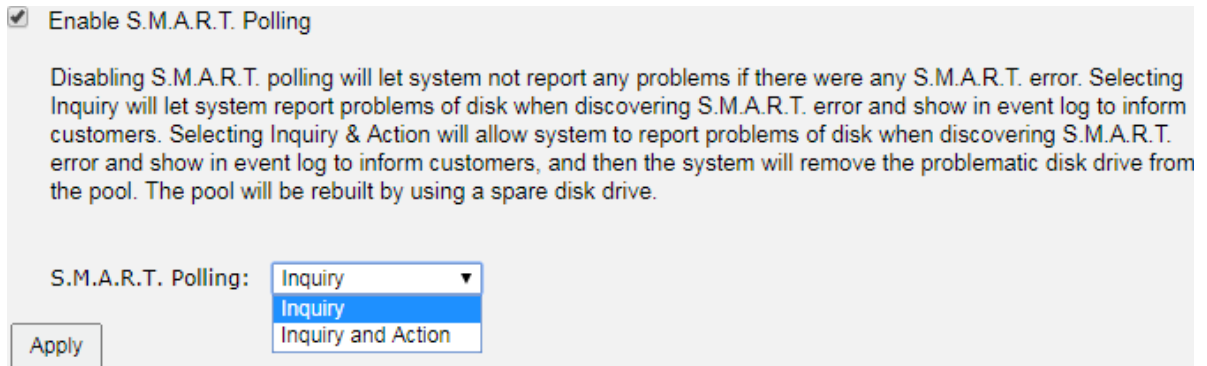 Enable S.M.A.R.T. Polling
Disabling S.M.A.R.T. polling will let system not report any problems if there were any S.M.A.R.T. error. Selecting
Inquiry will let system report problems of disk when discovering S.M.A.R.T. error and show in event log to inform
customers. Selecting Inquiry & Action will allow system to report problems of disk when discovering S.M.A.R.T.
error and show in event log to inform customers, and then the system will remove the problematic disk drive from
the pool. The pool will be rebuilt by using a spare disk drive.
S.M.A.R.T. Polling: Inquiry
Inquiry
Inquiry and Action
Apply